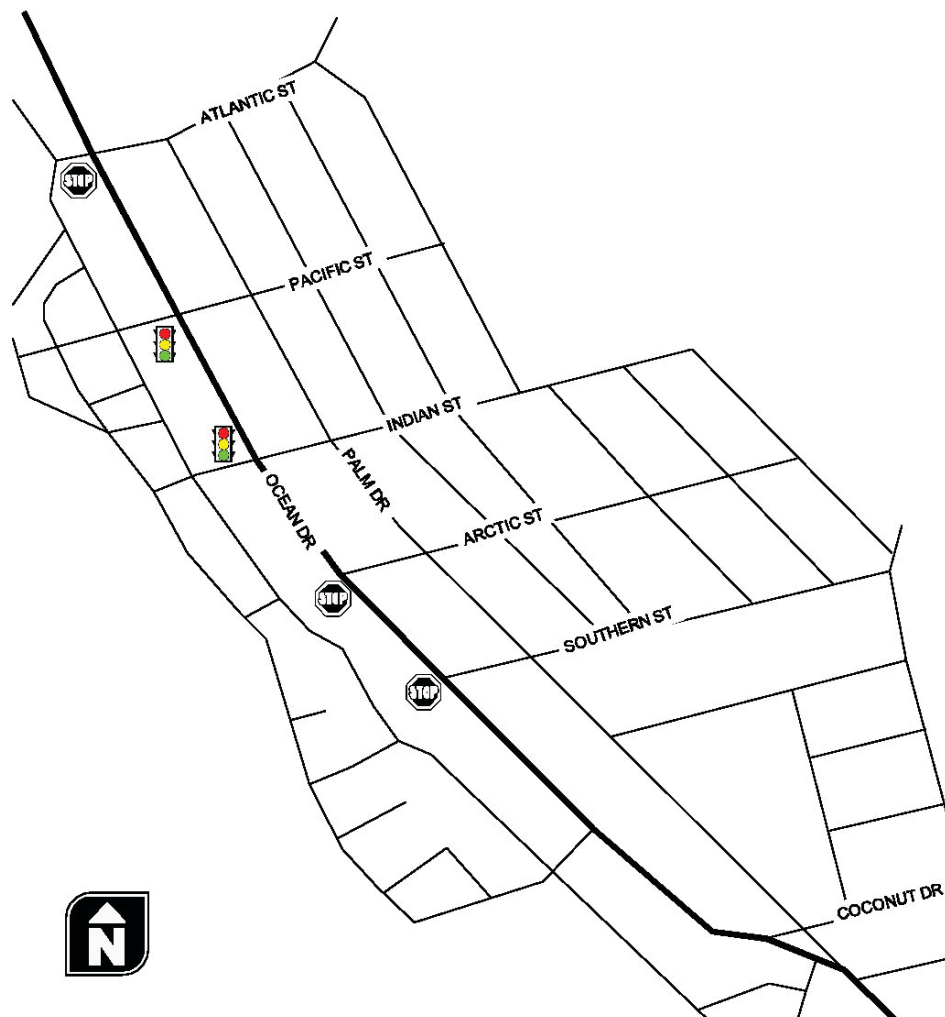 ATLANTIC ST
STOP
PACIFIC ST
INDIAN ST
PALM DR
OCEAN DR
ARCTIC ST
STOP
SOUTHERN ST
STOP
COCONUT DR
N